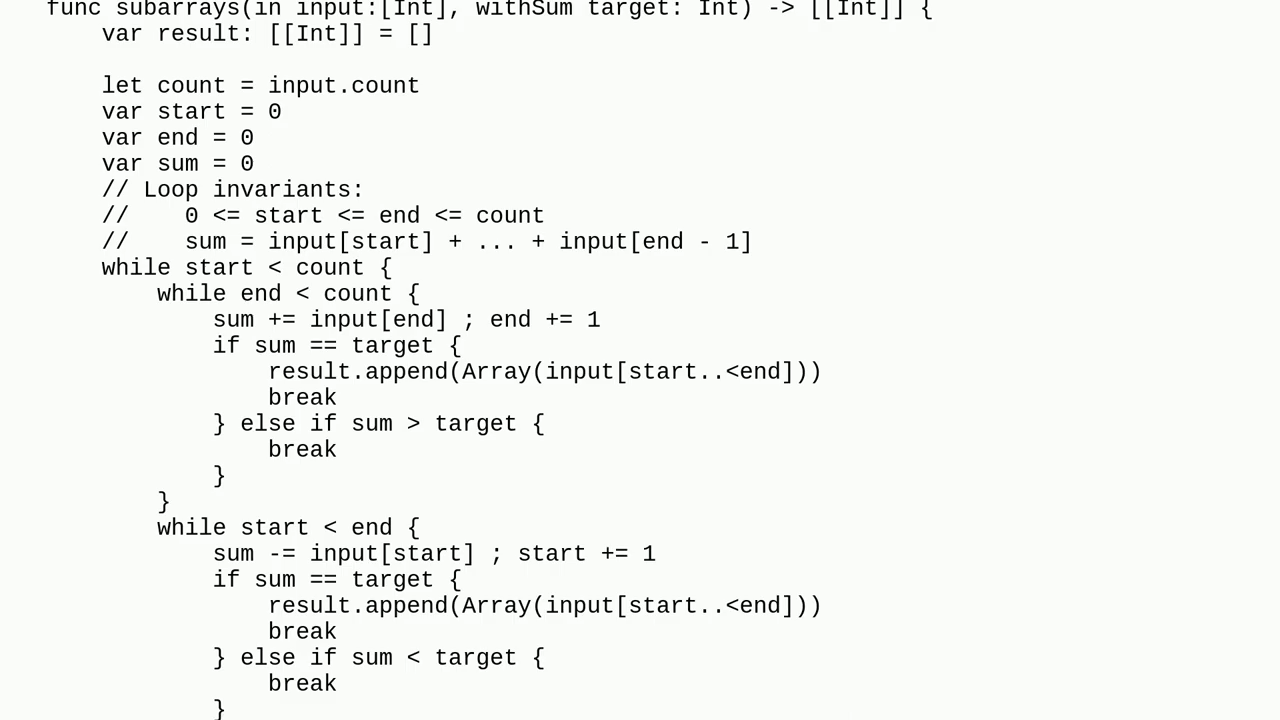 func subarrays(in input:[Int], withSum target: Int) -> [[Int]] {
    var result: [[Int]] = []

    let count = input.count
    var start = 0
    var end = 0
    var sum = 0
    // Loop invariants:
    //    0 <= start <= end <= count
    //    sum = input[start] + ... + input[end - 1]
    while start < count {
        while end < count {
            sum += input[end] ; end += 1
            if sum == target {
                result.append(Array(input[start..<end]))
                break
            } else if sum > target {
                break
            }
        }
        while start < end {
            sum -= input[start] ; start += 1
            if sum == target {
                result.append(Array(input[start..<end]))
                break
            } else if sum < target {
                break
            }